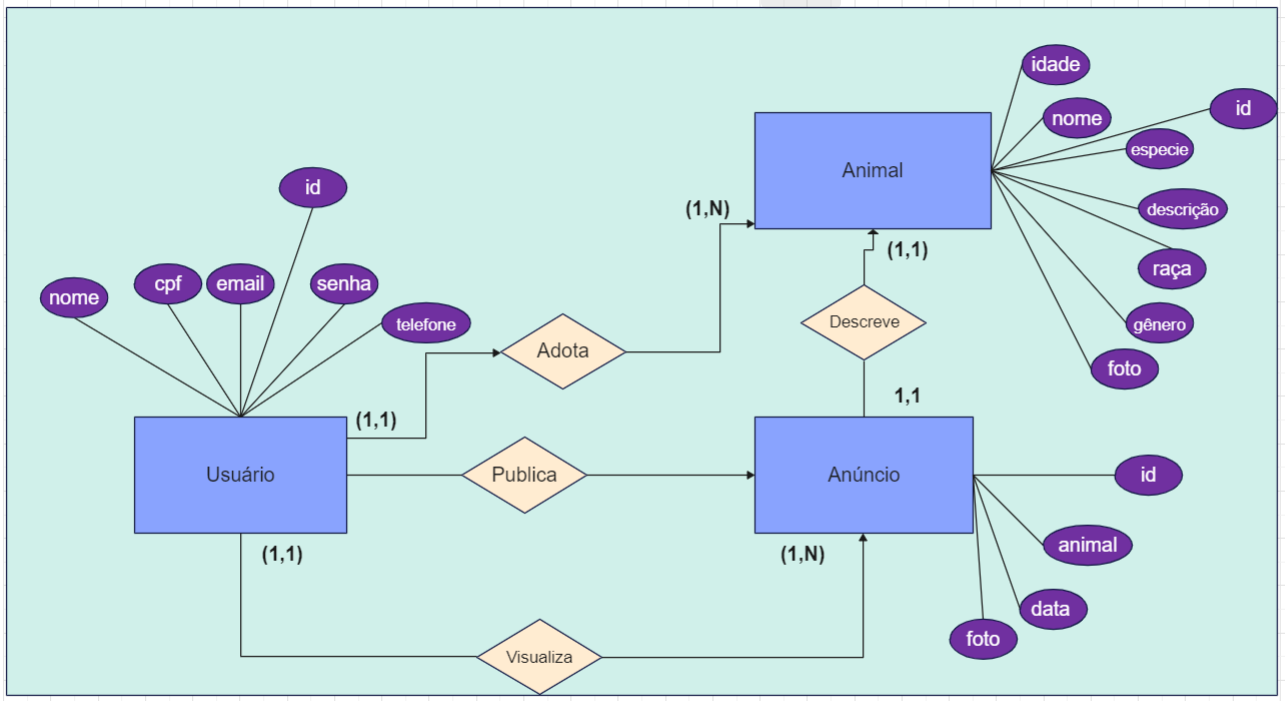 idade
id
nome
especie
Animal
id
(1,N)
descrição
(1,1)
raça
nome
cpf
email
senha
telefone
Descreve
gênero
Adota
foto
1,1
(1,1)
Usuário
Publica
Anúncio
id
(1,1)
(1,N)
animal
data
foto
Visualiza